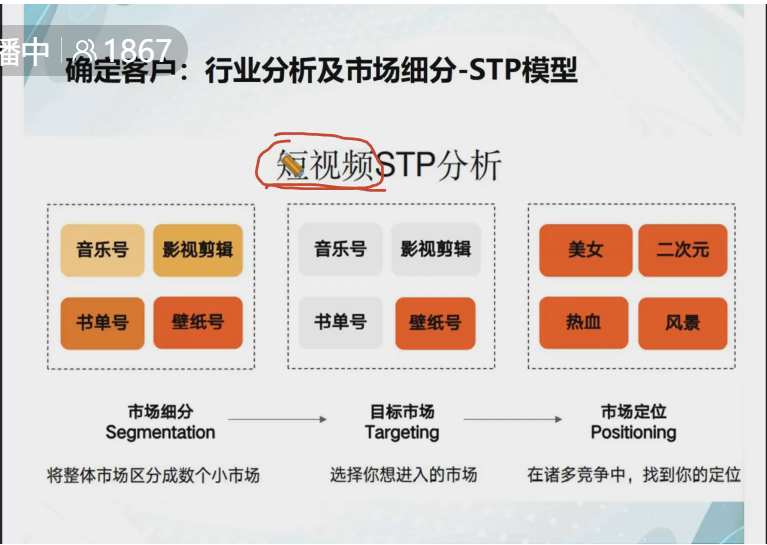 播中 1867
确定客户：行业分析及市场细分-STP模型
短视频STP分析
音乐号 影视剪辑
书单号 壁纸号
音乐号 影视剪辑
书单号 壁纸号
美女 二次元
热血 风景
市场细分
Segmentation
将整体市场区分成数个小市场
目标市场
Targeting
选择你想进入的市场
市场定位
Positioning
在诸多竞争中，找到你的定位